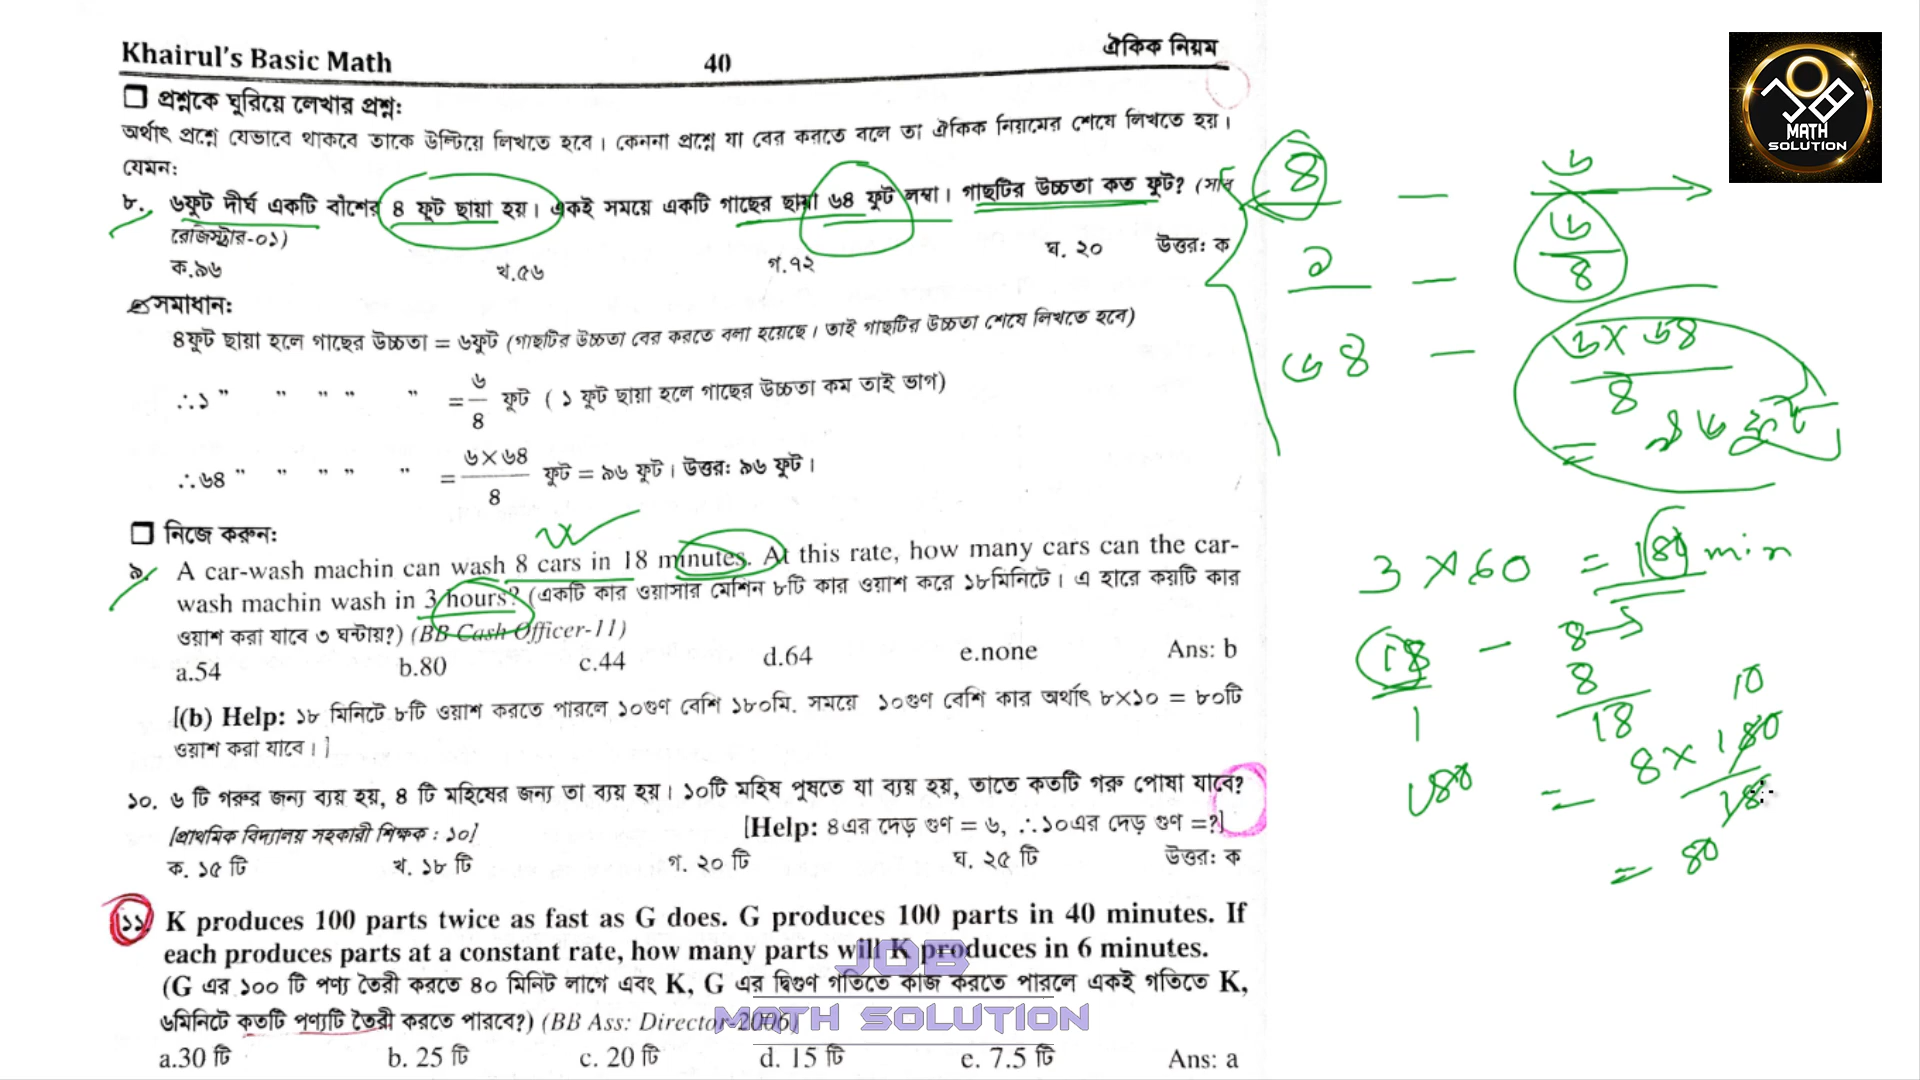 Khairul's Basic Math 40 ঐকিক নিয়ম
❑ প্রশ্নকে ঘুরিয়ে লেখার প্রশ্ন:
অর্থাৎ প্রশ্নে যেভাবে থাকবে তাকে উল্টিয়ে লিখতে হবে। কেননা প্রশ্নে যা বের করতে বলে তা ঐকিক নিয়মের শেষে লিখতে হয়।
যেমন:
৮. ৬ফুট দীর্ঘ একটি বাঁশের ৪ ফুট ছায়া হয়। একই সময়ে একটি গাছের ছায়া ৬৪ ফুট লম্বা। গাছটির উচ্চতা কত ফুট? (সাব
রেজিস্ট্রার-০১)
ক.৯৬ খ.৫৬ গ.৭২ ঘ. ২০ উত্তর: ক
সমাধান:
৪ফুট ছায়া হলে গাছের উচ্চতা = ৬ফুট (গাছটির উচ্চতা বের করতে বলা হয়েছে। তাই গাছটির উচ্চতা শেষে লিখতে হবে)
∴১ " " " " " = ৬/৪ ফুট ( ১ ফুট ছায়া হলে গাছের উচ্চতা কম তাই ভাগ)
∴৬৪ " " " " " = ৬×৬৪/৪ ফুট = ৯৬ ফুট। উত্তর: ৯৬ ফুট।
❑ নিজে করুন:
৯. A car-wash machin can wash 8 cars in 18 minutes. At this rate, how many cars can the car-
wash machin wash in 3 hours? (একটি কার ওয়াসার মেশিন ৮টি কার ওয়াশ করে ১৮মিনিটে। এ হারে কয়টি কার
ওয়াশ করা যাবে ৩ ঘন্টায়?) (BB Cash Officer-11)
a.54 b.80 c.44 d.64 e.none Ans: b
[(b) Help: ১৮ মিনিটে ৮টি ওয়াশ করতে পারলে ১০গুণ বেশি ১৮০মি. সময়ে ১০গুণ বেশি কার অর্থাৎ ৮×১০ = ৮০টি
ওয়াশ করা যাবে। ]
১০. ৬ টি গরুর জন্য ব্যয় হয়, ৪ টি মহিষের জন্য তা ব্যয় হয়। ১০টি মহিষ পুষতে যা ব্যয় হয়, তাতে কতটি গরু পোষা যাবে?
[প্রাথমিক বিদ্যালয় সহকারী শিক্ষক : ১০] [Help: ৪এর দেড় গুণ = ৬, ∴১০এর দেড় গুণ =?]
ক. ১৫ টি খ. ১৮ টি গ. ২০ টি ঘ. ২৫ টি উত্তর: ক
১১. K produces 100 parts twice as fast as G does. G produces 100 parts in 40 minutes. If
each produces parts at a constant rate, how many parts will K produces in 6 minutes.
(G এর ১০০ টি পণ্য তৈরী করতে ৪০ মিনিট লাগে এবং K, G এর দ্বিগুণ গতিতে কাজ করতে পারলে একই গতিতে K,
৬মিনিটে কতটি পণ্যটি তৈরী করতে পারবে?) (BB Ass: Director-2006)
a.30 টি b. 25 টি c. 20 টি d. 15 টি e. 7.5 টি Ans: a
JOB
MATH SOLUTION
MATH
SOLUTION
৪ — ৬
১ — ৬/৪
৬৪ — ৬×৬৪/৪
= ৯৬ ফুট
3 × 60 = 180 min
18 — 8
1 8/18
180 = 8 × 180/18 10
= 80